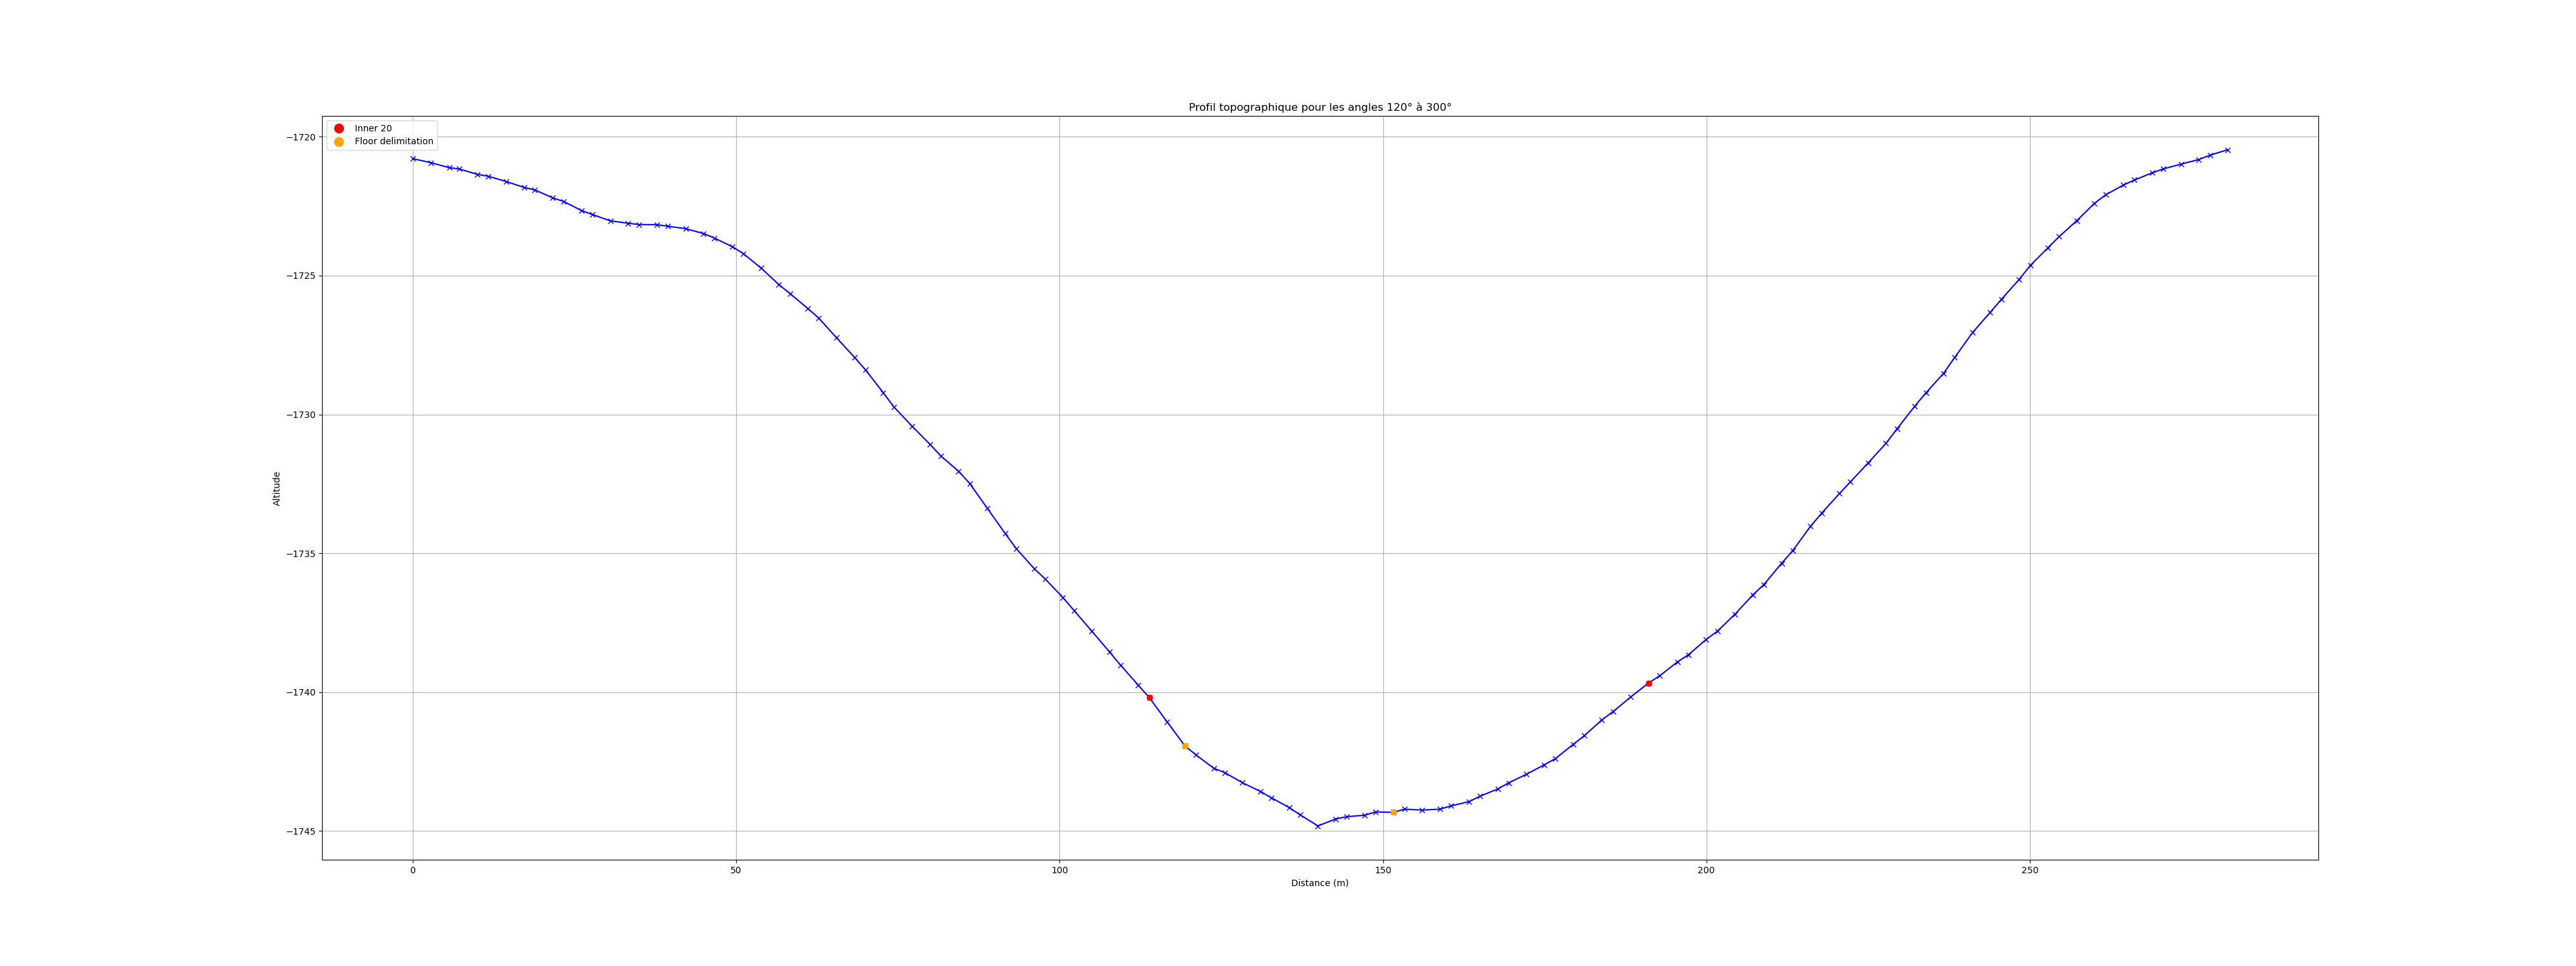 Profil topographique pour les angles 120° à 300°
Inner 20
Floor delimitation
−1720
−1725
−1730
−1735
−1740
−1745
Altitude
0 50 100 150 200 250
Distance (m)